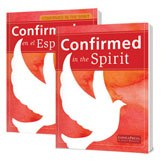 Confirmed
en el Esp
Confirmed
in the Spirit